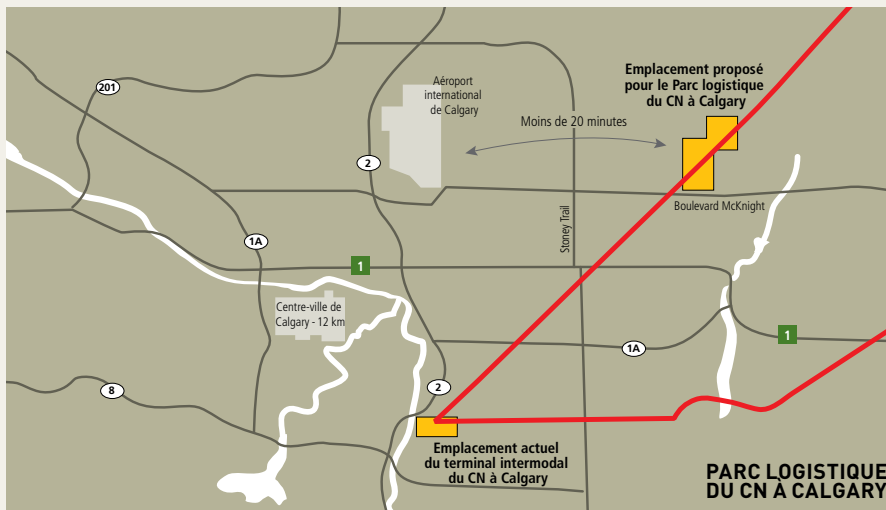 201
Aéroport
international
de Calgary
Emplacement proposé
pour le Parc logistique
du CN à Calgary
Moins de 20 minutes
2
Boulevard McKnight
Stoney Trail
1A
1
Centre-ville de
Calgary - 12 km
1
1A
8
2
Emplacement actuel
du terminal intermodal
du CN à Calgary
PARC LOGISTIQUE
DU CN À CALGARY